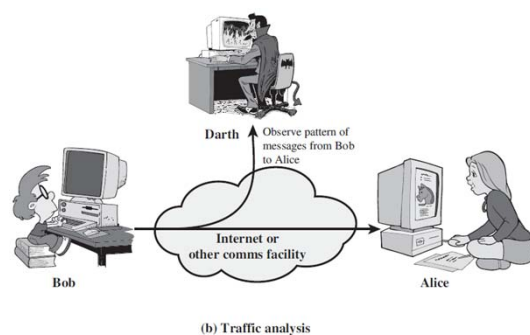 Darth
Observe pattern of
messages from Bob
to Alice
Internet or
other comms facility
Bob
Alice
(b) Traffic analysis